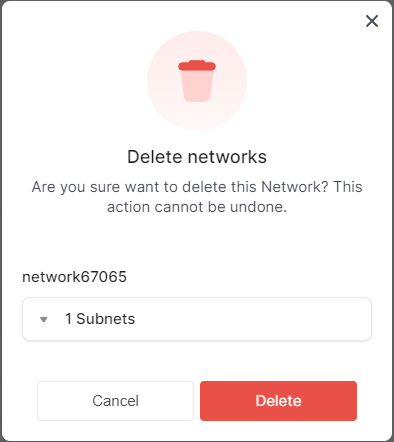 Delete networks
Are you sure want to delete this Network? This
action cannot be undone.
network67065
1 Subnets
Cancel
Delete